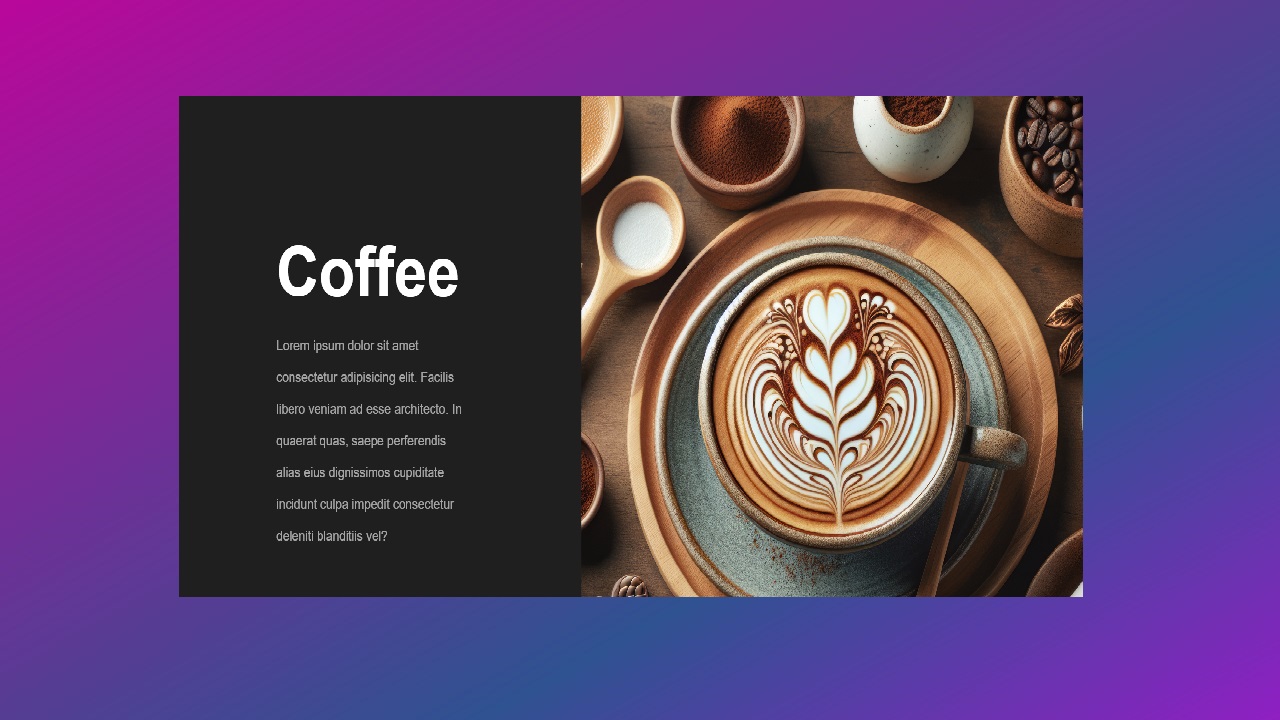 Coffee
Lorem ipsum dolor sit amet
consectetur adipisicing elit. Facilis
libero veniam ad esse architecto. In
quaerat quas, saepe perferendis
alias eius dignissimos cupiditate
incidunt culpa impedit consectetur
deleniti blanditiis vel?